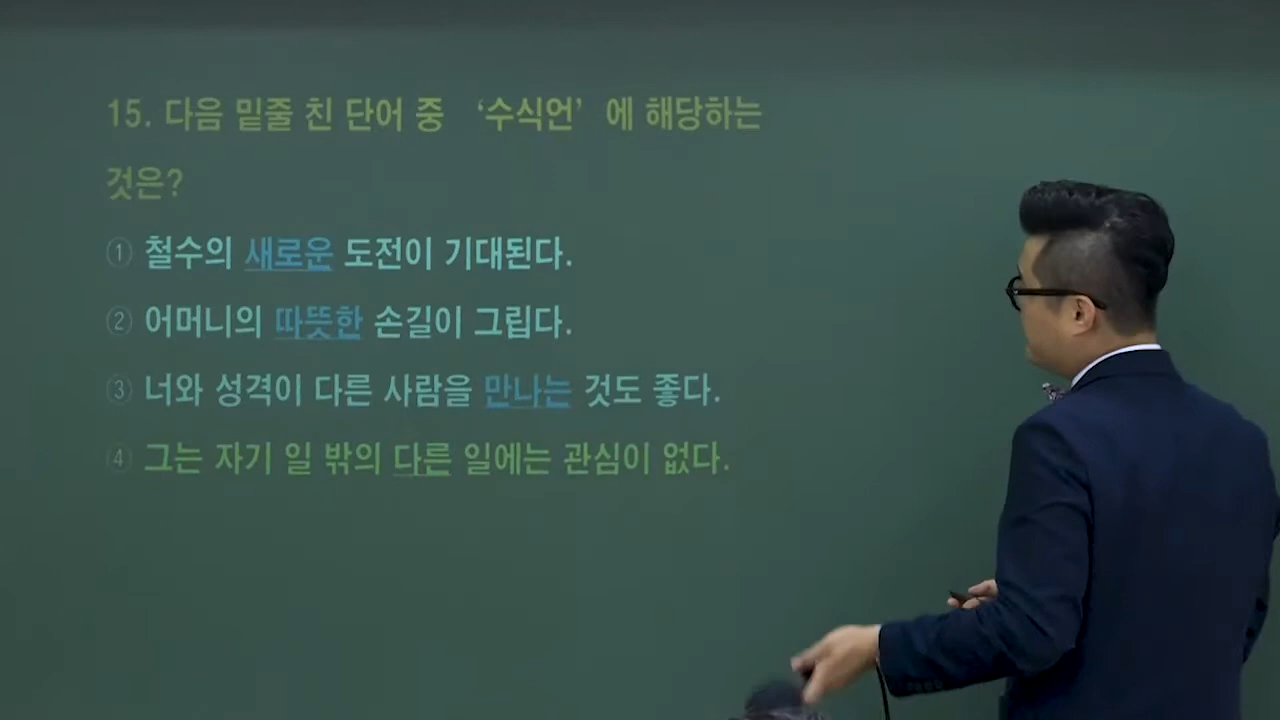 15. 다음 밑줄 친 단어 중 ‘수식언’ 에 해당하는
것은?
① 철수의 새로운 도전이 기대된다.
② 어머니의 따뜻한 손길이 그립다.
③ 너와 성격이 다른 사람을 만나는 것도 좋다.
④ 그는 자기 일 밖의 다른 일에는 관심이 없다.